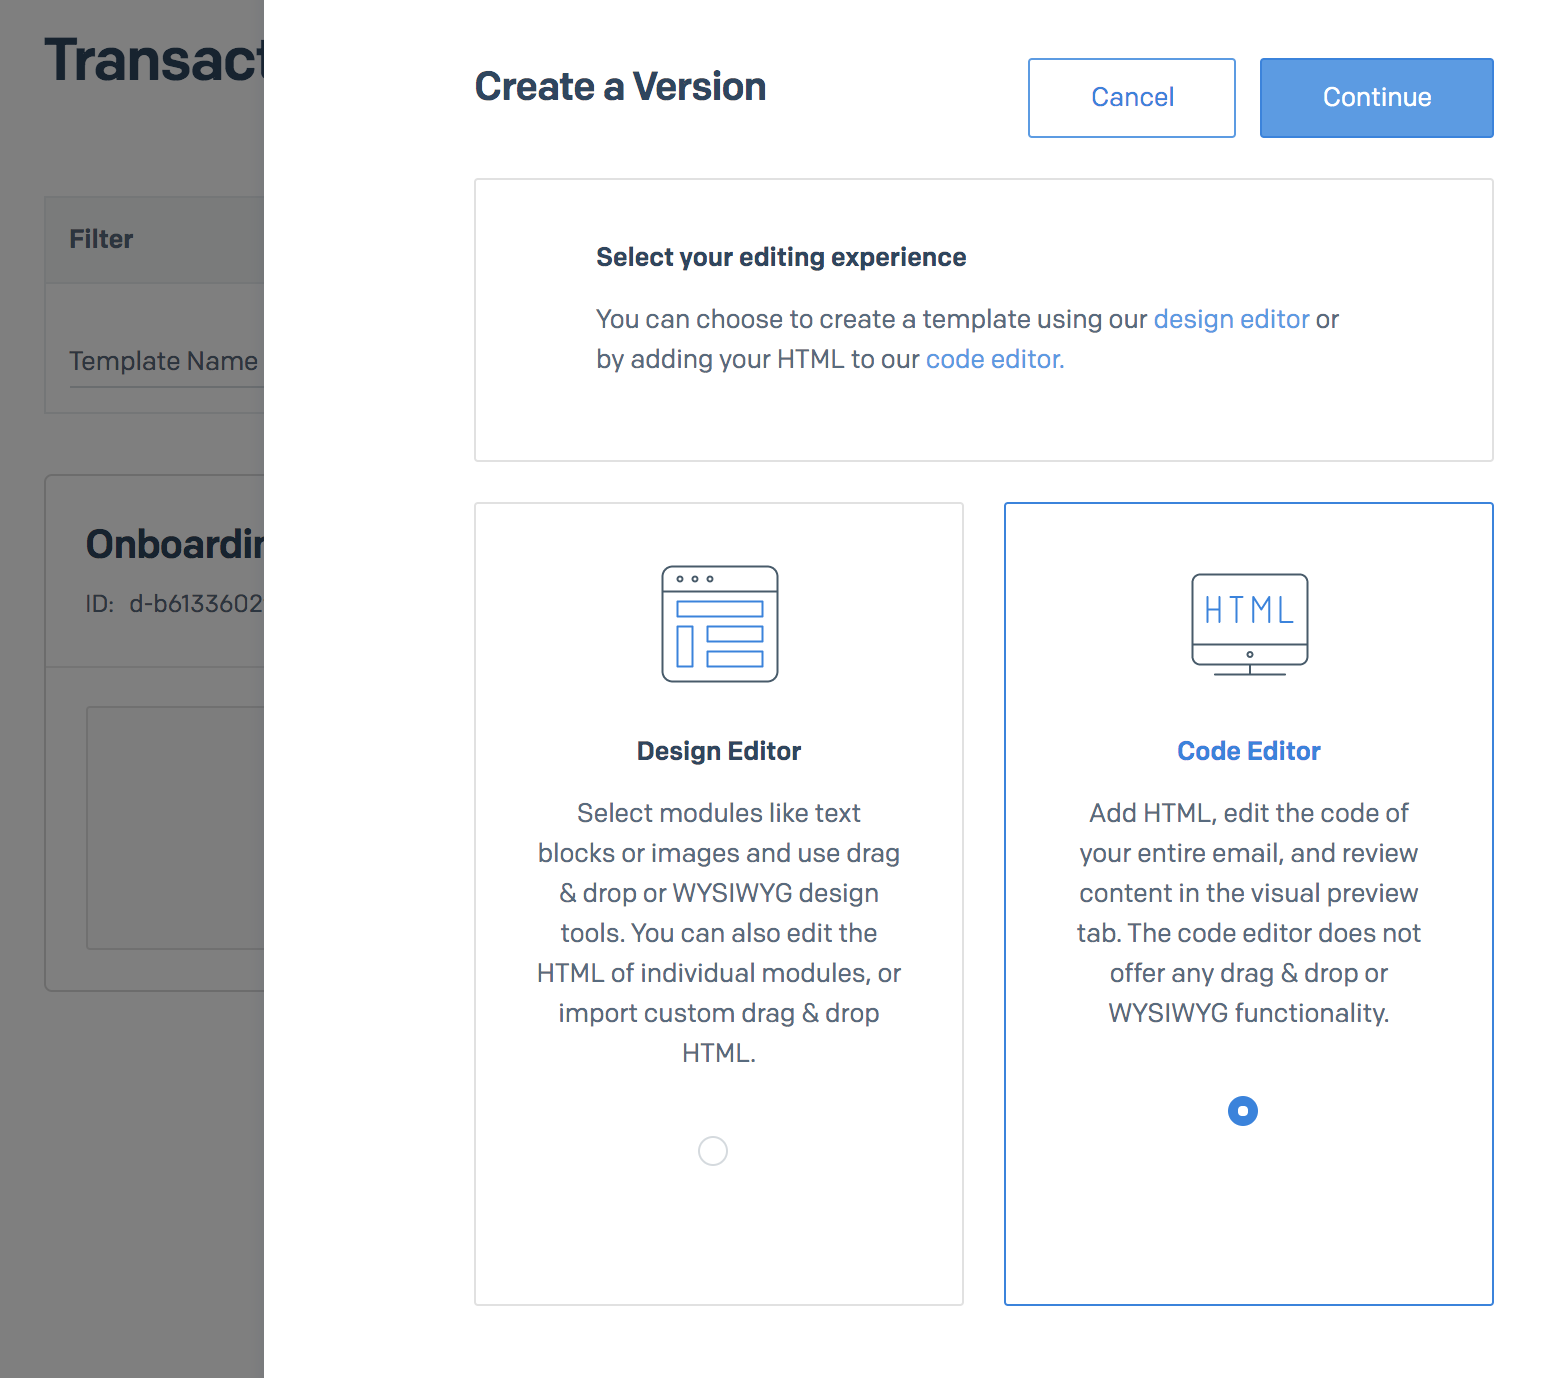 Transact
Filter
Template Name
Onboardin
ID: d-b6133602
Create a Version
Cancel
Continue
Select your editing experience
You can choose to create a template using our design editor or
by adding your HTML to our code editor.
Design Editor
Select modules like text
blocks or images and use drag
& drop or WYSIWYG design
tools. You can also edit the
HTML of individual modules, or
import custom drag & drop
HTML.
HTML
Code Editor
Add HTML, edit the code of
your entire email, and review
content in the visual preview
tab. The code editor does not
offer any drag & drop or
WYSIWYG functionality.